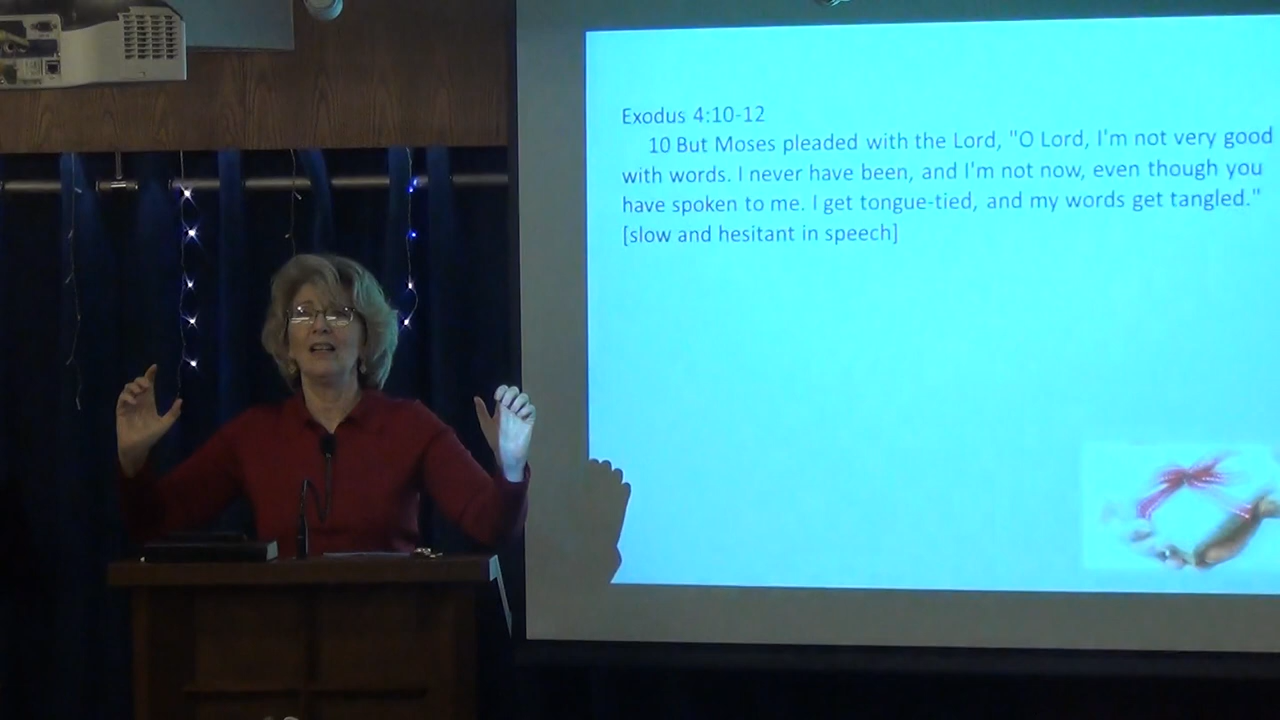 Exodus 4:10-12
10 But Moses pleaded with the Lord, "O Lord, I'm not very good
with words. I never have been, and I'm not now, even though you
have spoken to me. I get tongue-tied, and my words get tangled."
[slow and hesitant in speech]